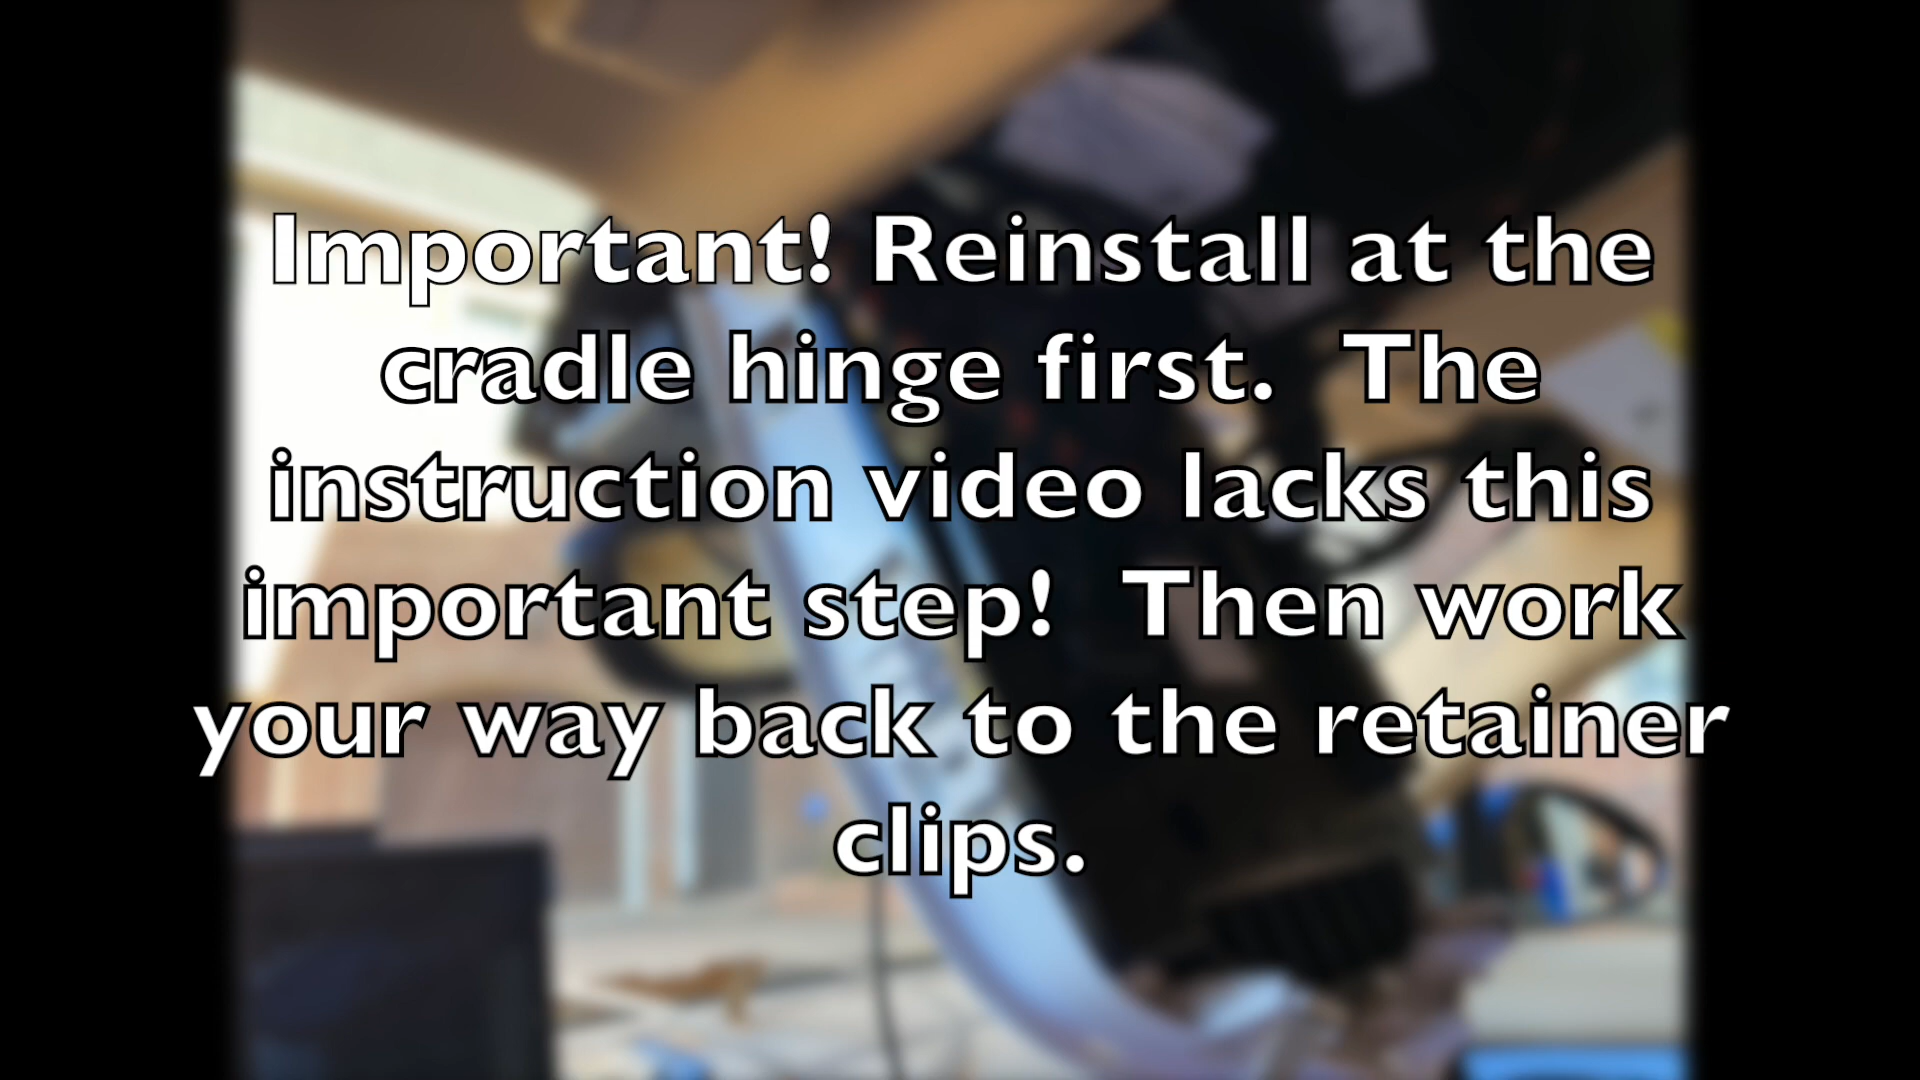 Important! Reinstall at the
cradle hinge first.  The
instruction video lacks this
important step!  Then work
your way back to the retainer
clips.